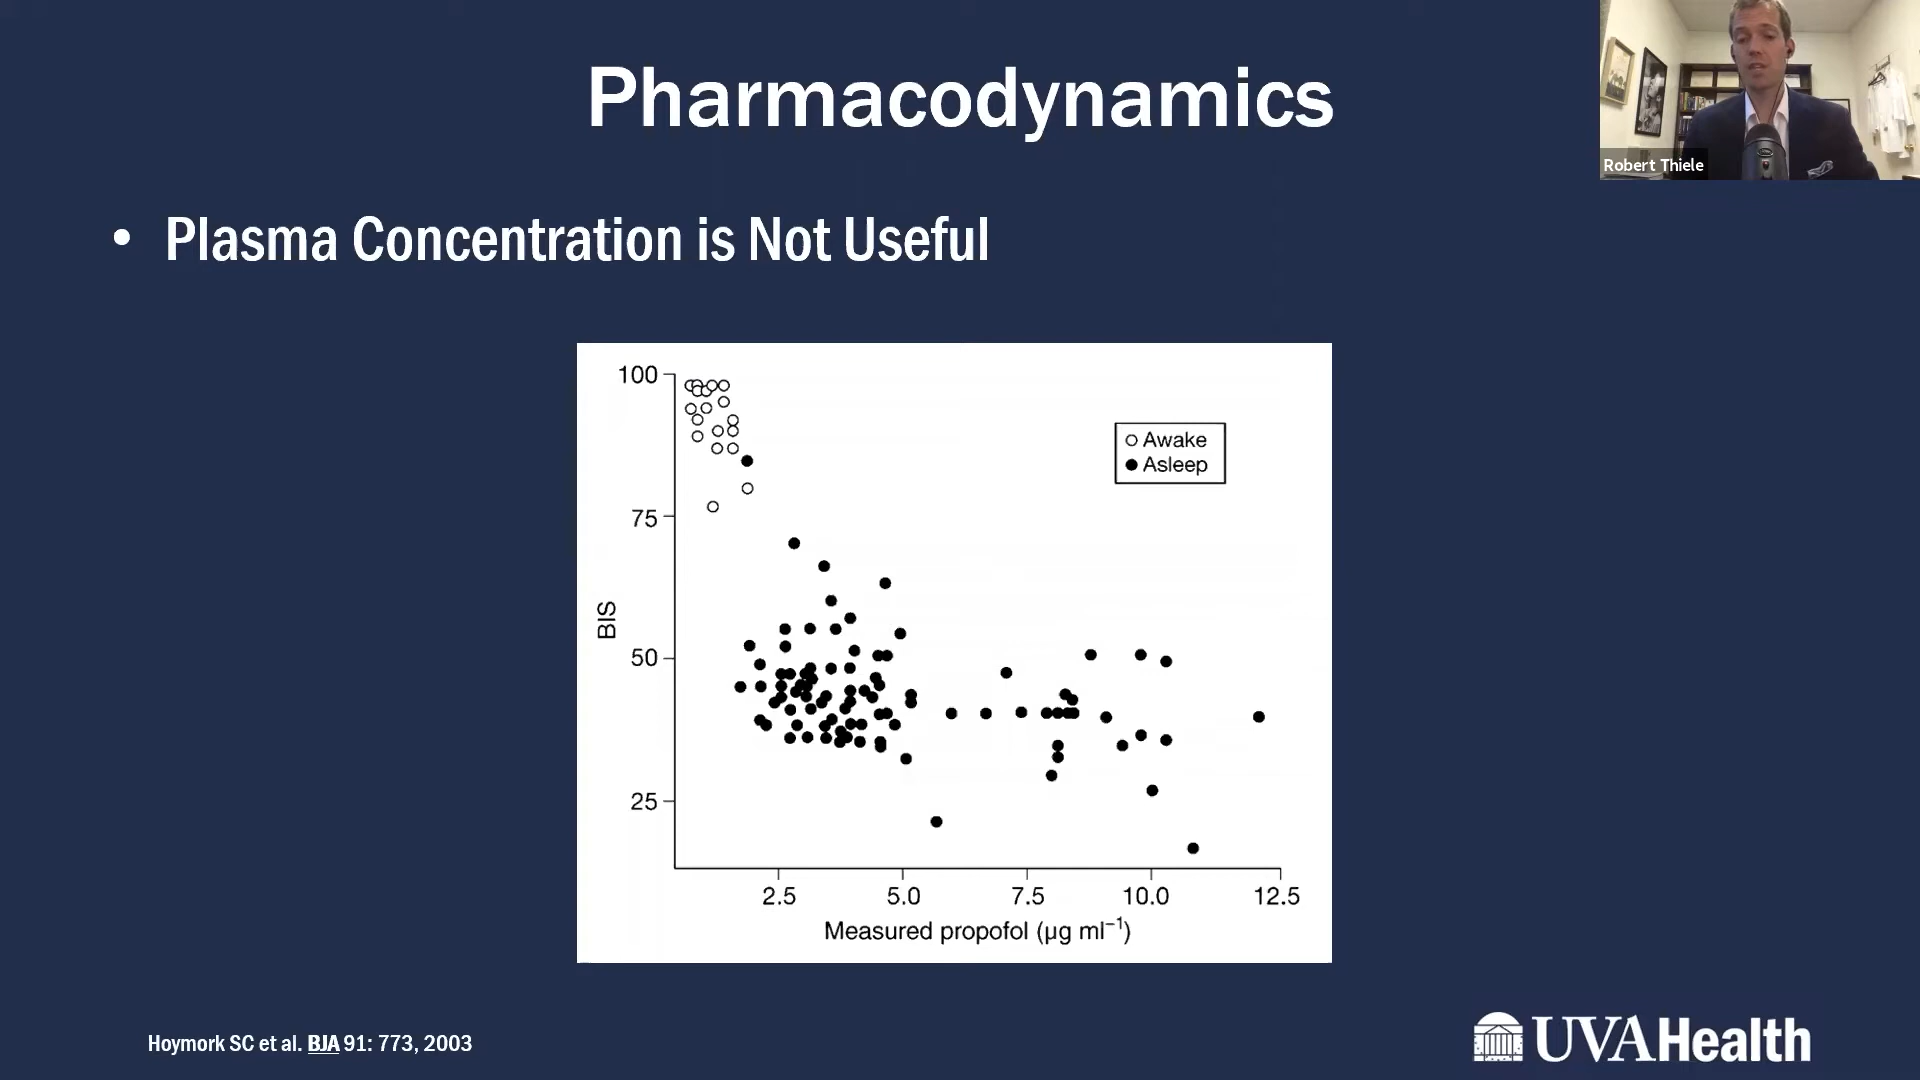 Pharmacodynamics
Robert Thiele
• Plasma Concentration is Not Useful
100
75
50
25
BIS
Awake
Asleep
2.5 5.0 7.5 10.0 12.5
Measured propofol (µg ml⁻¹)
Hoymork SC et al. BJA 91: 773, 2003
UVAHealth